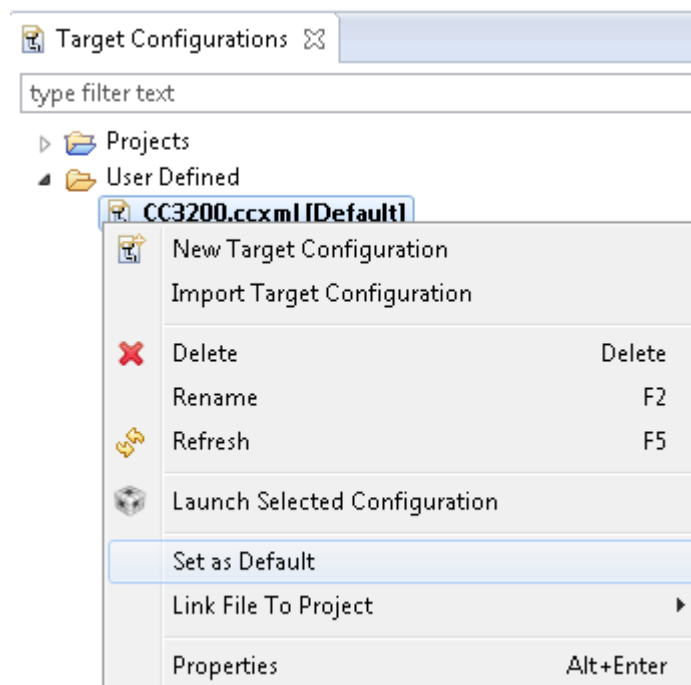 Target Configurations
type filter text
Projects
User Defined
CC3200.ccxml [Default]
New Target Configuration
Import Target Configuration
Delete Delete
Rename F2
Refresh F5
Launch Selected Configuration
Set as Default
Link File To Project
Properties Alt+Enter